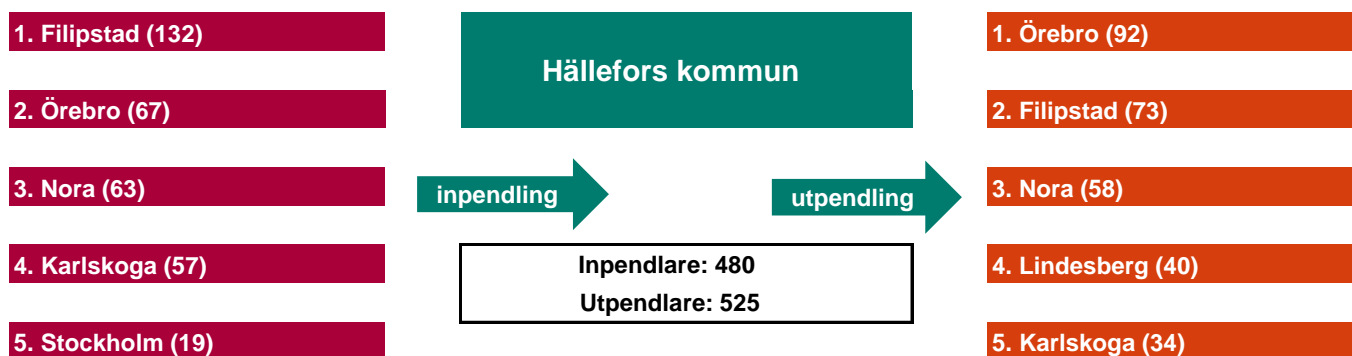 1. Filipstad (132)
2. Örebro (67)
3. Nora (63)
4. Karlskoga (57)
5. Stockholm (19)
Hällefors kommun
inpendling
utpendling
Inpendlare: 480
Utpendlare: 525
1. Örebro (92)
2. Filipstad (73)
3. Nora (58)
4. Lindesberg (40)
5. Karlskoga (34)